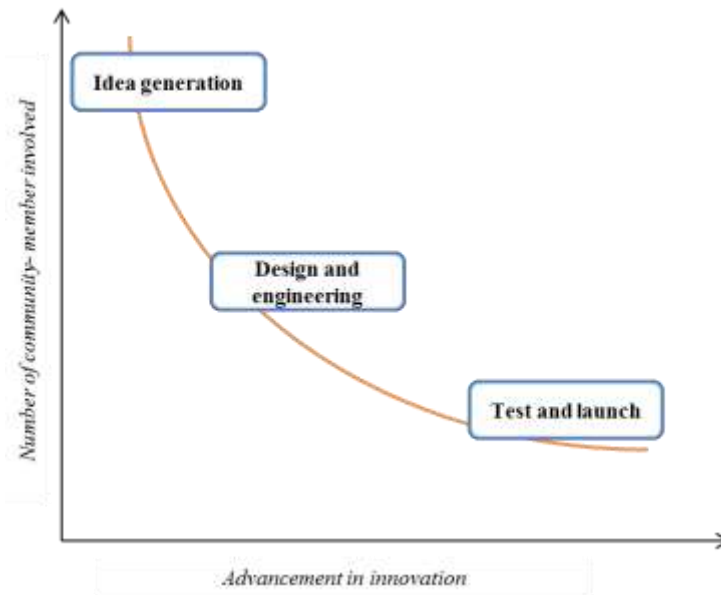 Idea generation
Number of community- member involved
Design and
engineering
Test and launch
Advancement in innovation